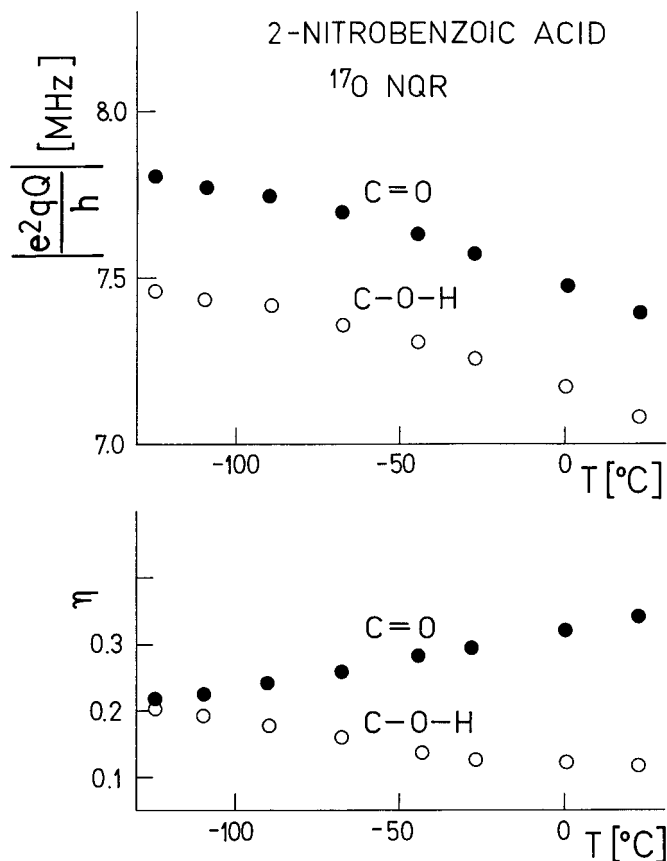 2-NITROBENZOIC ACID
¹⁷O NQR
|e²qQ/h| [MHz]
8.0
C=O
7.5
C-O-H
7.0
-100
-50
0
T[°C]
η
C=O
0.3
0.2
C-O-H
0.1
-100
-50
0
T[°C]